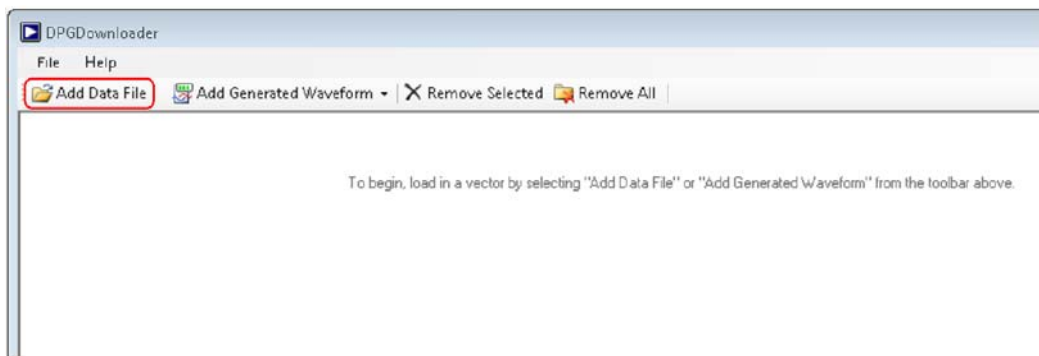 DPGDownloader
File Help
Add Data File Add Generated Waveform Remove Selected Remove All
To begin, load in a vector by selecting "Add Data File" or "Add Generated Waveform" from the toolbar above.